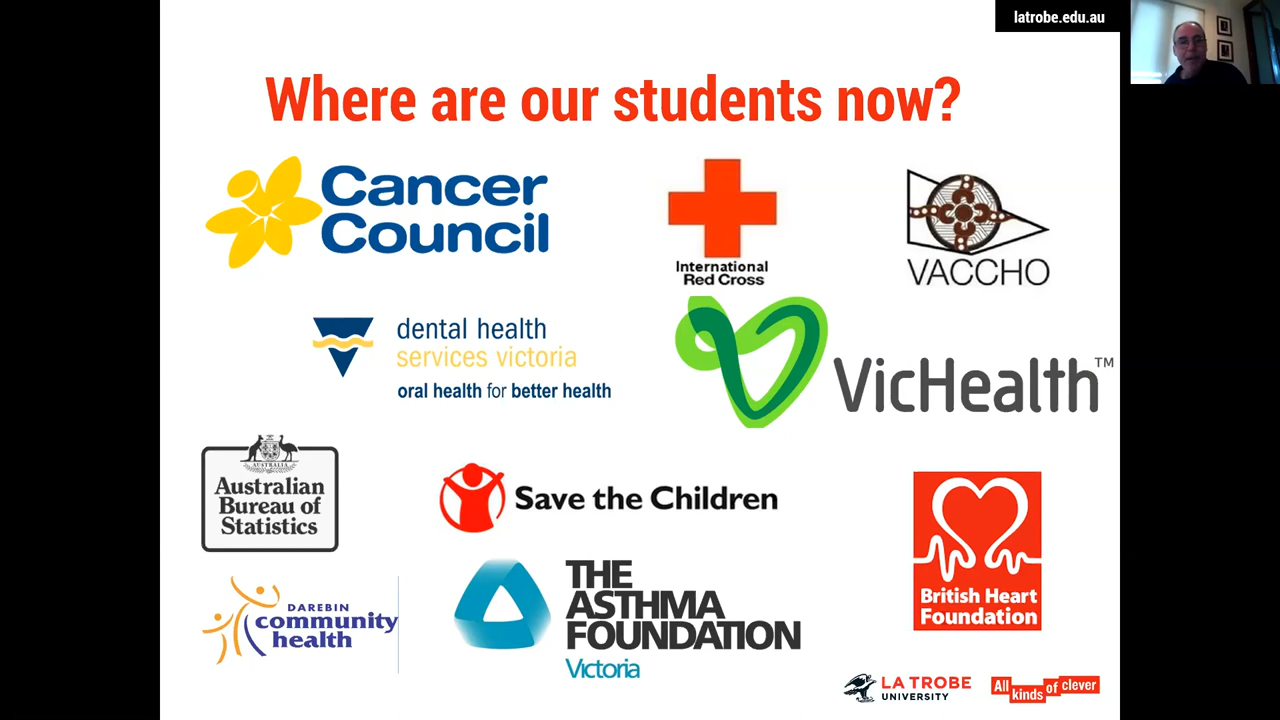 latrobe.edu.au
Where are our students now?
Cancer
Council
International
Red Cross
VACCHO
dental health
services victoria
oral health for better health
VicHealth™
AUSTRALIA
Australian
Bureau of
Statistics
Save the Children
British Heart
Foundation
DAREBIN
community
health
THE
ASTHMA
FOUNDATION
Victoria
LA TROBE
UNIVERSITY
All kinds of clever